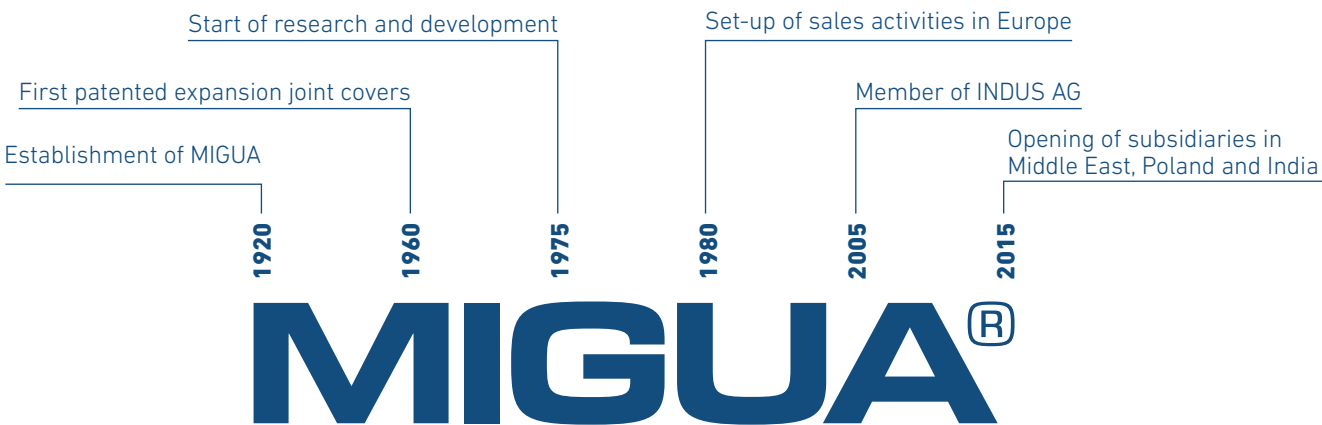 Start of research and development
Set-up of sales activities in Europe
First patented expansion joint covers
Member of INDUS AG
Establishment of MIGUA
Opening of subsidiaries in
Middle East, Poland and India
1920
1960
1975
1980
2005
2015
MIGUA®